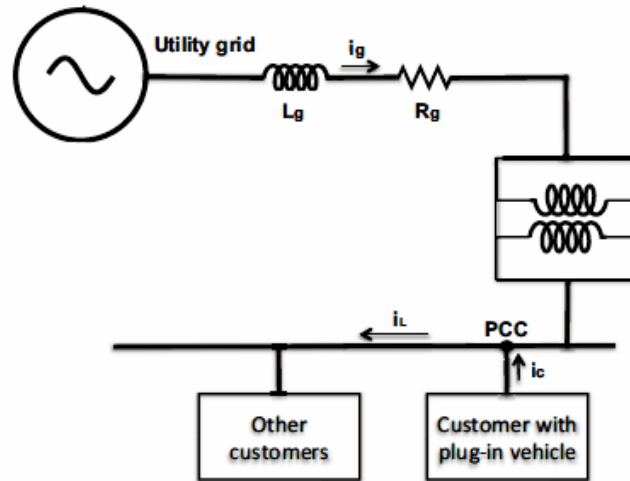 Utility grid
ig
Lg
Rg
iL
PCC
ic
Other
customers
Customer with
plug-in vehicle